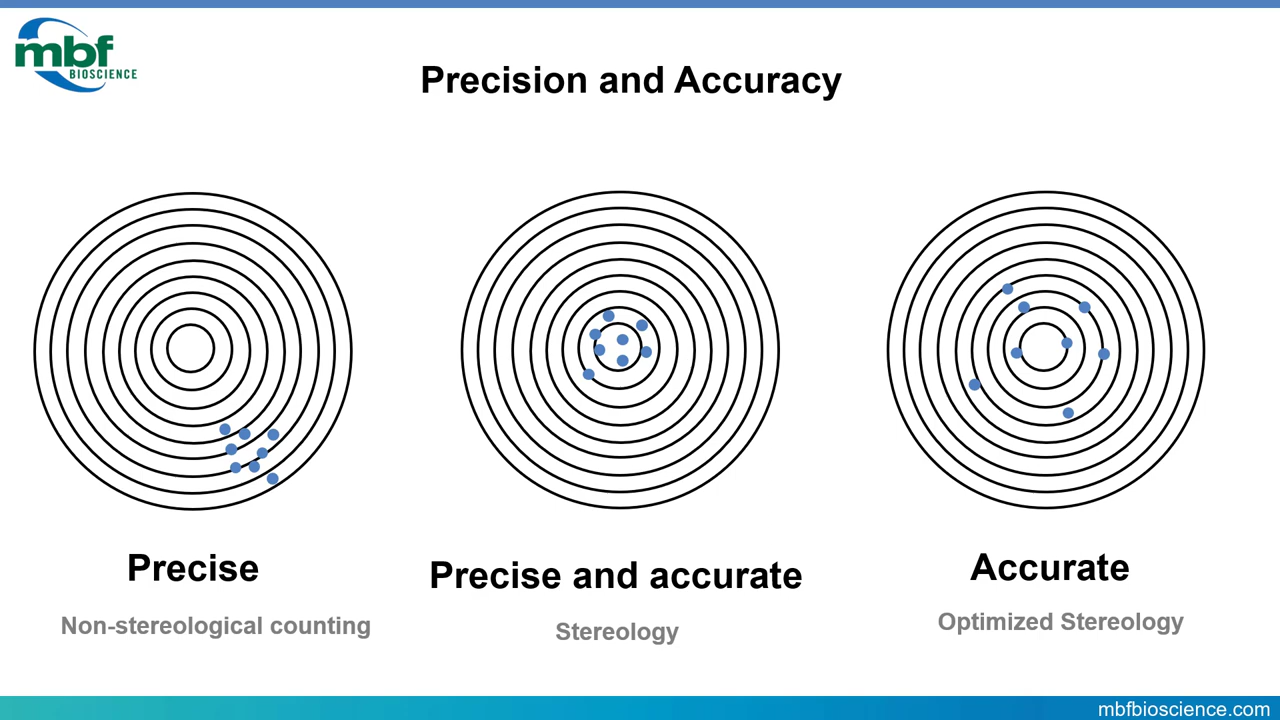 mbf
BIOSCIENCE
Precision and Accuracy
Precise
Non-stereological counting
Precise and accurate
Stereology
Accurate
Optimized Stereology
mbfbioscience.com